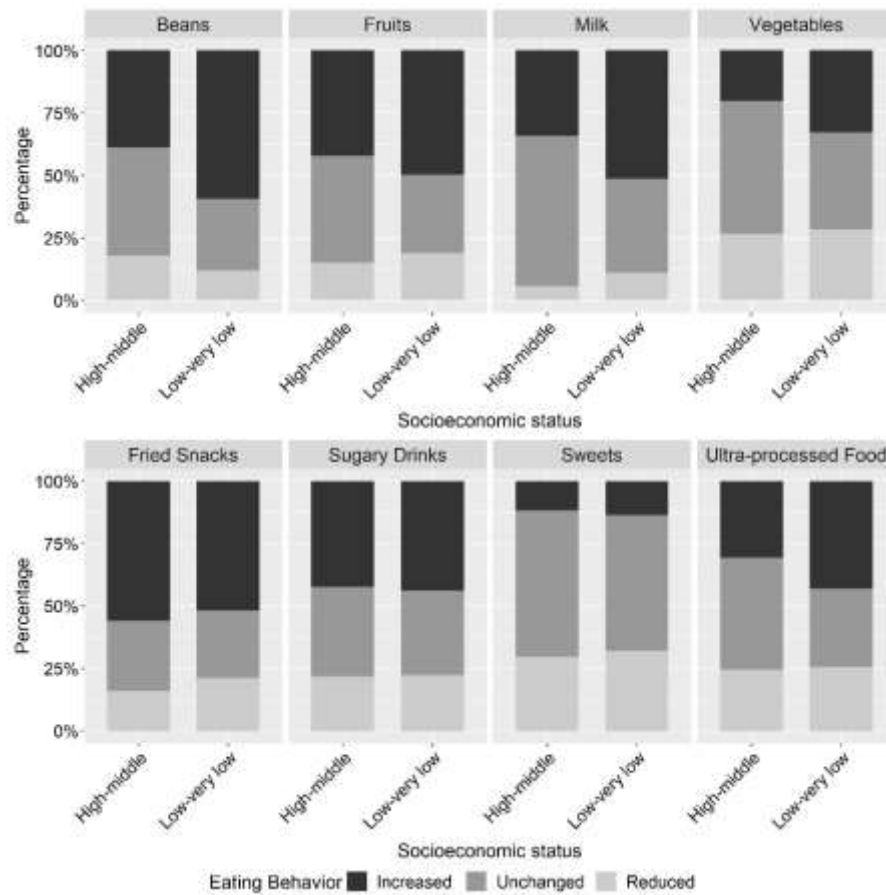 Beans Fruits Milk Vegetables
100%
75%
50%
25%
0%
Percentage
High-middle Low-very low High-middle Low-very low High-middle Low-very low High-middle Low-very low
Socioeconomic status
Fried Snacks Sugary Drinks Sweets Ultra-processed Food
100%
75%
50%
25%
0%
Percentage
High-middle Low-very low High-middle Low-very low High-middle Low-very low High-middle Low-very low
Socioeconomic status
Eating Behavior Increased Unchanged Reduced